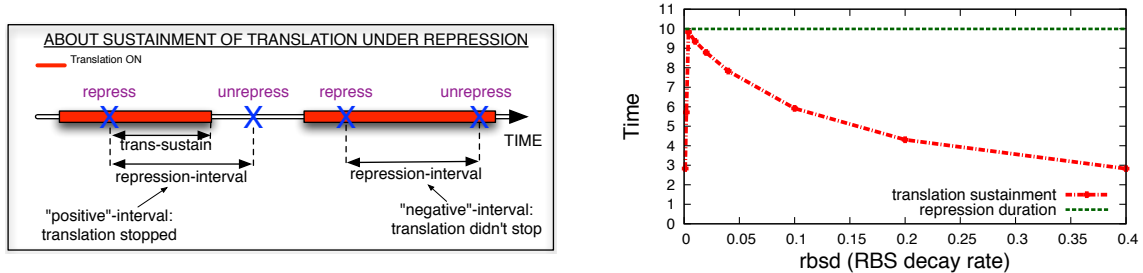 ABOUT SUSTAINMENT OF TRANSLATION UNDER REPRESSION
Translation ON
repress
unrepress
repress
unrepress
TIME
trans-sustain
repression-interval
repression-interval
"positive"-interval:
translation stopped
"negative"-interval:
translation didn't stop
11
10
9
8
7
6
5
4
3
2
1
0
Time
translation sustainment
repression duration
0 0.05 0.1 0.15 0.2 0.25 0.3 0.35 0.4
rbsd (RBS decay rate)